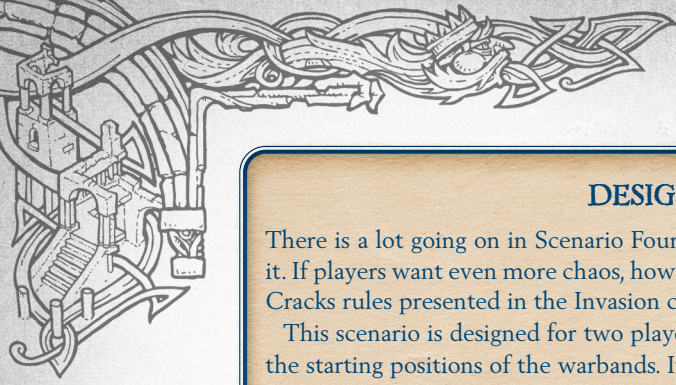 DESIG
There is a lot going on in Scenario Four
it. If players want even more chaos, how
Cracks rules presented in the Invasion c
This scenario is designed for two playe
the starting positions of the warbands. I